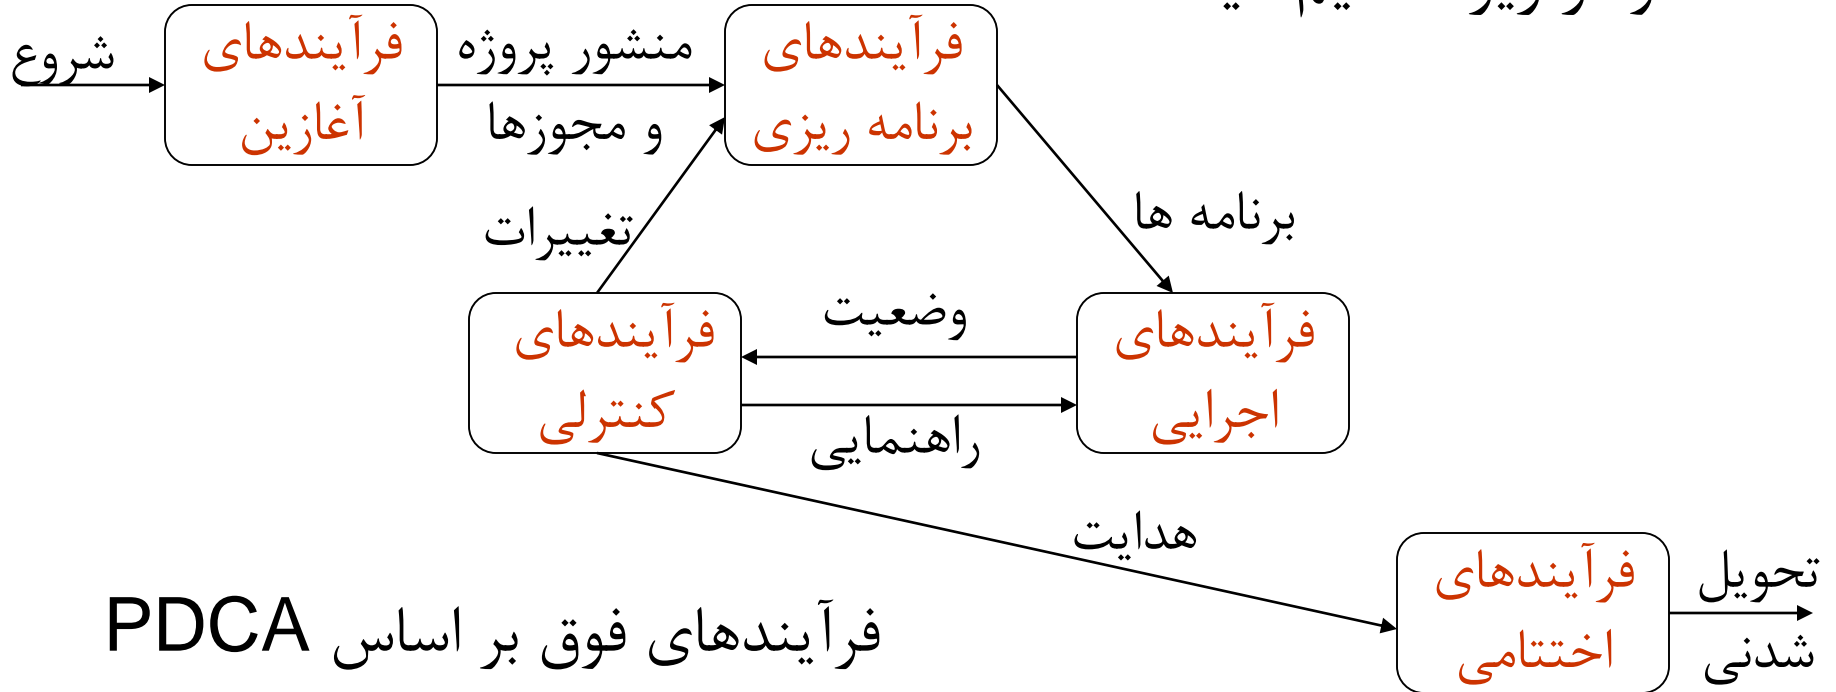 شروع
فرآیندهای
آغازین
منشور پروژه
و مجوزها
فرآیندهای
برنامه ریزی
تغییرات
برنامه ها
فرآیندهای
کنترلی
وضعیت
راهنمایی
فرآیندهای
اجرایی
هدایت
فرآیندهای
اختتامی
تحویل
شدنی
فرآیندهای فوق بر اساس PDCA